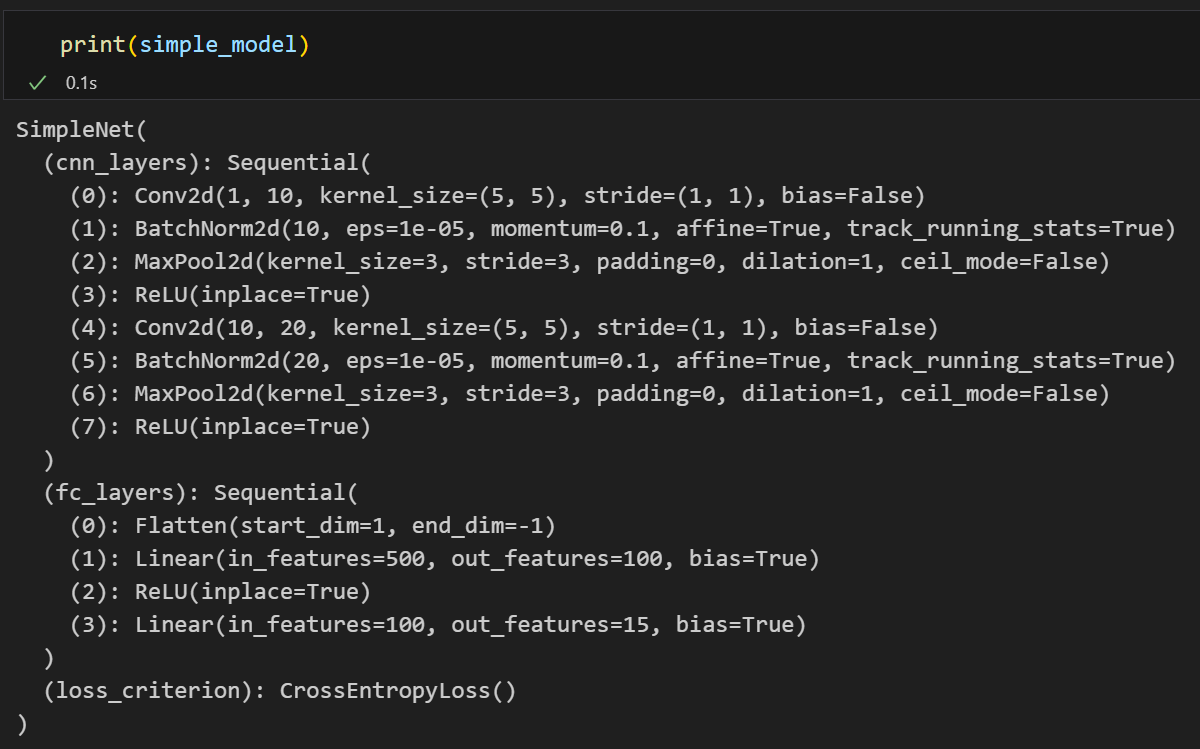 print(simple_model)
✓ 0.1s
SimpleNet(
  (cnn_layers): Sequential(
    (0): Conv2d(1, 10, kernel_size=(5, 5), stride=(1, 1), bias=False)
    (1): BatchNorm2d(10, eps=1e-05, momentum=0.1, affine=True, track_running_stats=True)
    (2): MaxPool2d(kernel_size=3, stride=3, padding=0, dilation=1, ceil_mode=False)
    (3): ReLU(inplace=True)
    (4): Conv2d(10, 20, kernel_size=(5, 5), stride=(1, 1), bias=False)
    (5): BatchNorm2d(20, eps=1e-05, momentum=0.1, affine=True, track_running_stats=True)
    (6): MaxPool2d(kernel_size=3, stride=3, padding=0, dilation=1, ceil_mode=False)
    (7): ReLU(inplace=True)
  )
  (fc_layers): Sequential(
    (0): Flatten(start_dim=1, end_dim=-1)
    (1): Linear(in_features=500, out_features=100, bias=True)
    (2): ReLU(inplace=True)
    (3): Linear(in_features=100, out_features=15, bias=True)
  )
  (loss_criterion): CrossEntropyLoss()
)